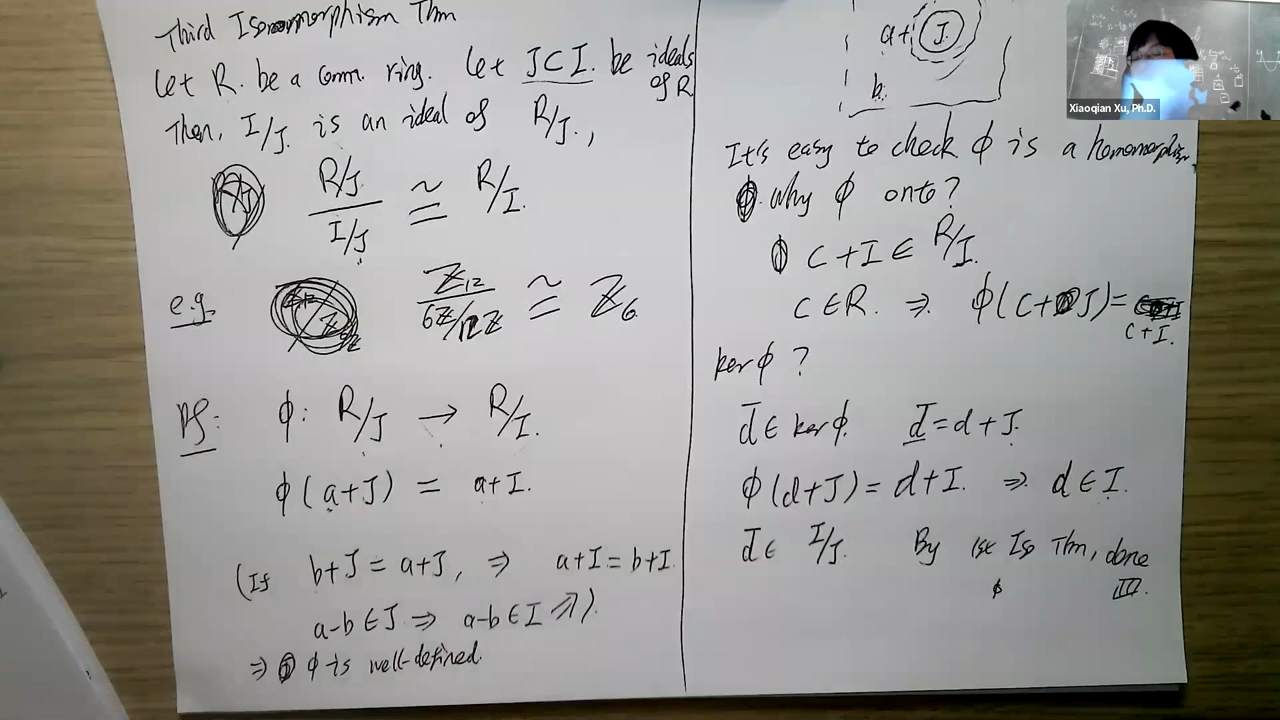 Third Isomorphism Thm
Let R. be a comm. ring. Let J⊂I. be ideals of R
Then, I/J. is an ideal of R/J.,
R/J / I/J ≅ R/I.
e.g. Z₁₂ / 6Z/12Z ≅ Z₆
Pf: ϕ: R/J → R/I.
ϕ(a+J) = a+I.
(If b+J = a+J, ⇒ a+I = b+I.
a-b∈J ⇒ a-b∈I ⇗).
⇒ ϕ is well-defined.
a+ J.
b.
It's easy to check ϕ is a homomorphism.
Why ϕ onto?
c+I ∈ R/I.
c∈R. ⇒ ϕ(c+J) = c+I.
ker ϕ ?
d̄ ∈ ker ϕ. d̄ = d+J.
ϕ(d+J) = d+I. ⇒ d∈I.
d̄ ∈ I/J. By 1st Iso Thm, done
Xiaoqian Xu, Ph.D.